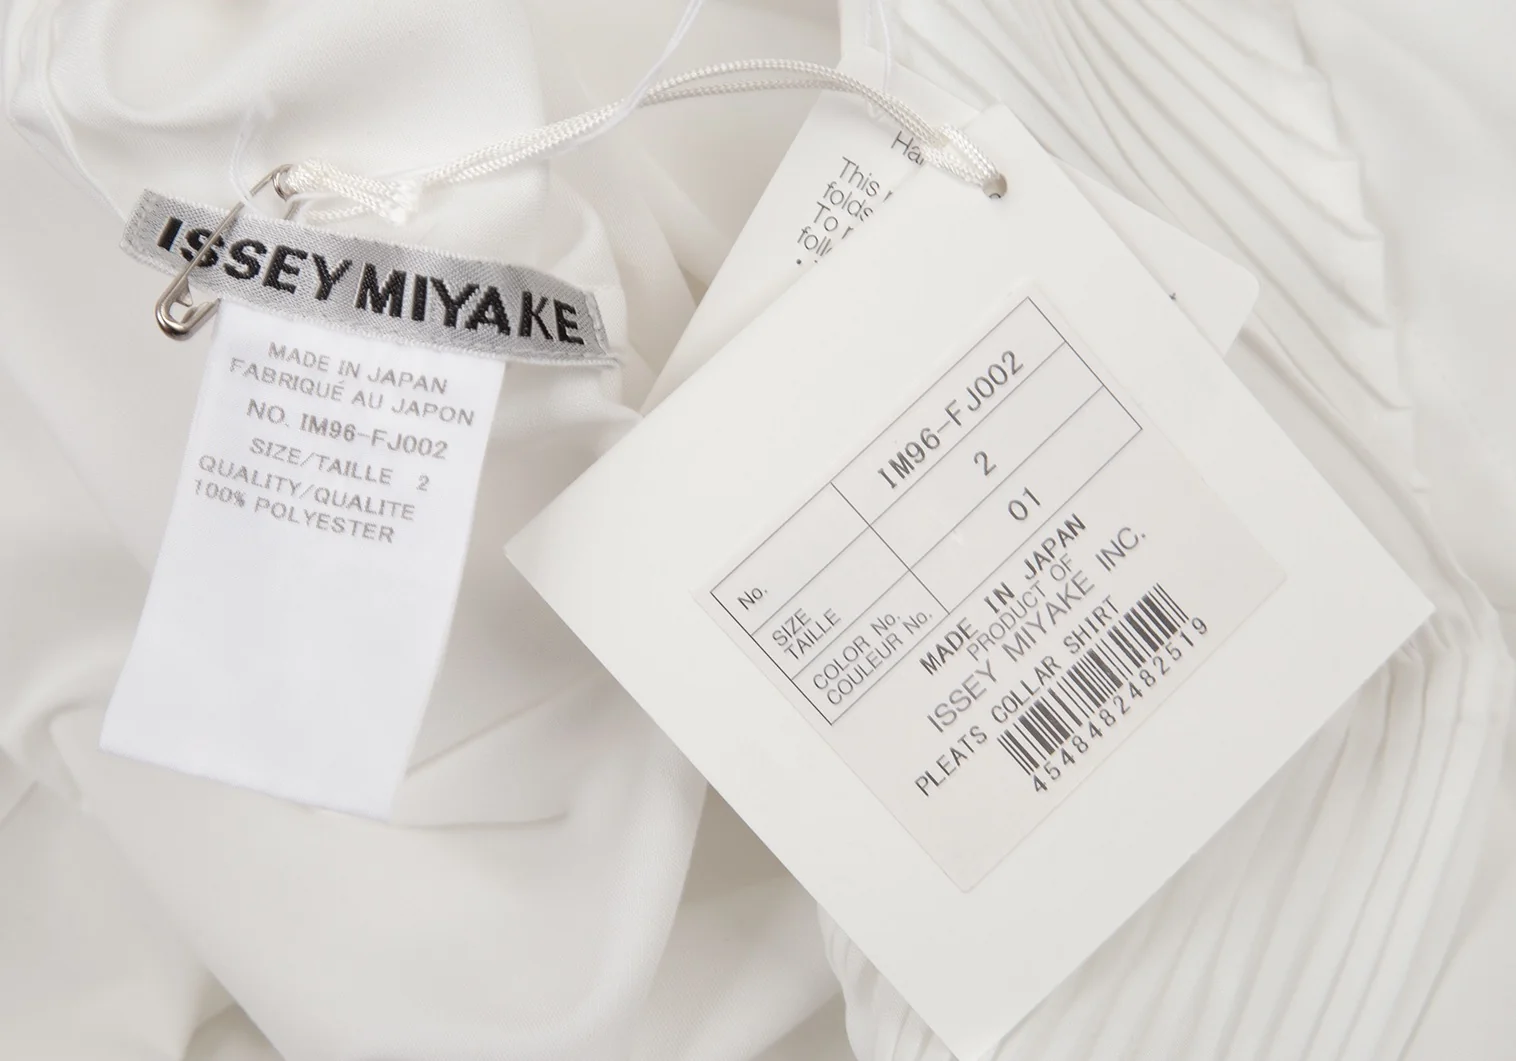 ISSEY MIYAKE
MADE IN JAPAN
FABRIQUÉ AU JAPON
NO. IM96-FJ002
SIZE/TAILLE 2
QUALITY/QUALITE
100% POLYESTER
This
folds
To
No. IM96-FJ002
SIZE 2
TAILLE
COLOR No. 01
COULEUR No.
MADE IN JAPAN
PRODUCT OF
ISSEY MIYAKE INC.
PLEATS COLLAR SHIRT
4548482482519